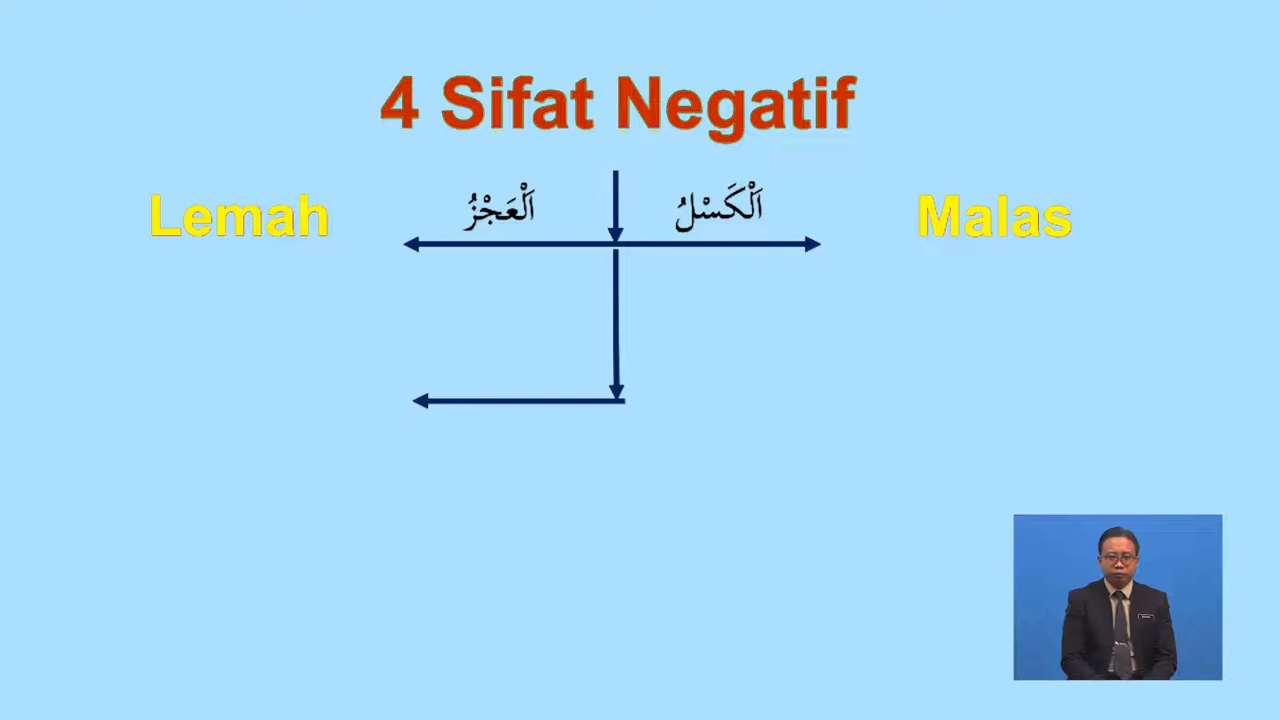 4 Sifat Negatif
Lemah
اَلْعَجْزُ
اَلْكَسْلُ
Malas